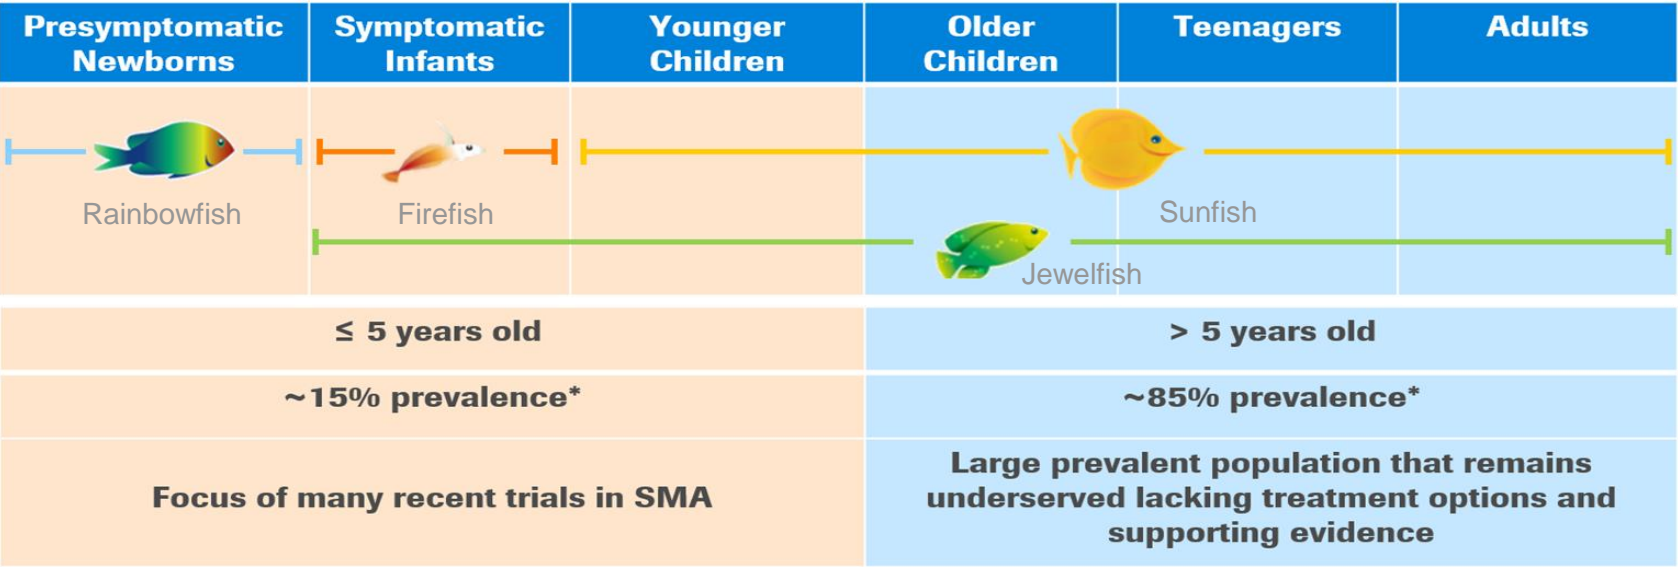 Presymptomatic
Newborns
Symptomatic
Infants
Younger
Children
Older
Children
Teenagers
Adults
Rainbowfish
Firefish
Sunfish
Jewelfish
≤ 5 years old
> 5 years old
~15% prevalence*
~85% prevalence*
Focus of many recent trials in SMA
Large prevalent population that remains
underserved lacking treatment options and
supporting evidence